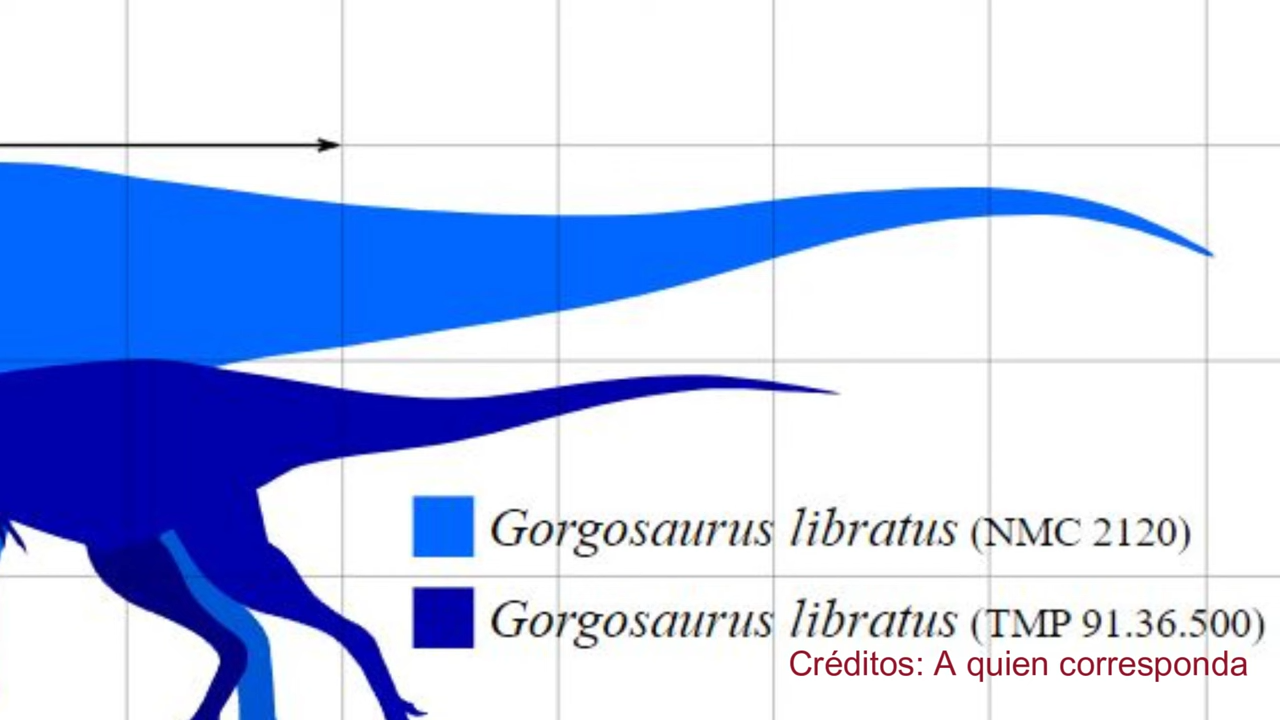 Gorgosaurus libratus (NMC 2120)
Gorgosaurus libratus (TMP 91.36.500)
Créditos: A quien corresponda